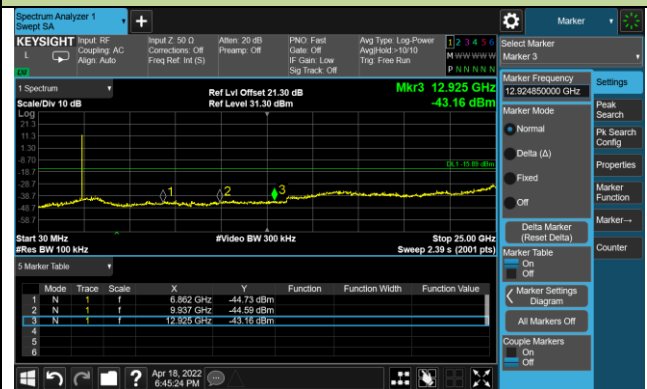 Spectrum Analyzer 1
Swept SA
Marker
KEYSIGHT
L
LXI
Input: RF
Coupling: AC
Align: Auto
Input Z: 50 Ω
Corrections: Off
Freq Ref: Int (S)
Atten: 20 dB
Preamp: Off
PNO: Fast
Gate: Off
IF Gain: Low
Sig Track: Off
Avg Type: Log-Power
Avg|Hold:>10/10
Trig: Free Run
1 2 3 4 5 6
M W W W W W
P N N N N N
Select Marker
Marker 3
1 Spectrum
Scale/Div 10 dB
Log
Ref Lvl Offset 21.30 dB
Ref Level 31.30 dBm
Mkr3 12.925 GHz
-43.16 dBm
21.3
11.3
1.30
-8.70
-18.7
-28.7
-38.7
-48.7
-58.7
DL1 -15.89 dBm
1
2
3
Start 30 MHz
#Res BW 100 kHz
#Video BW 300 kHz
Stop 25.00 GHz
Sweep 2.39 s (2001 pts)
5 Marker Table
Mode Trace Scale X Y Function Function Width Function Value
1 N 1 f 6.862 GHz -44.73 dBm
2 N 1 f 9.937 GHz -44.59 dBm
3 N 1 f 12.925 GHz -43.16 dBm
4
5
6
Marker Frequency
12.924850000 GHz
Marker Mode
Normal
Delta (Δ)
Fixed
Off
Delta Marker
(Reset Delta)
Marker Table
On
Off
Marker Settings
Diagram
All Markers Off
Couple Markers
On
Off
Settings
Peak
Search
Pk Search
Config
Properties
Marker
Function
Marker→
Counter
?
Apr 18, 2022
6:45:24 PM